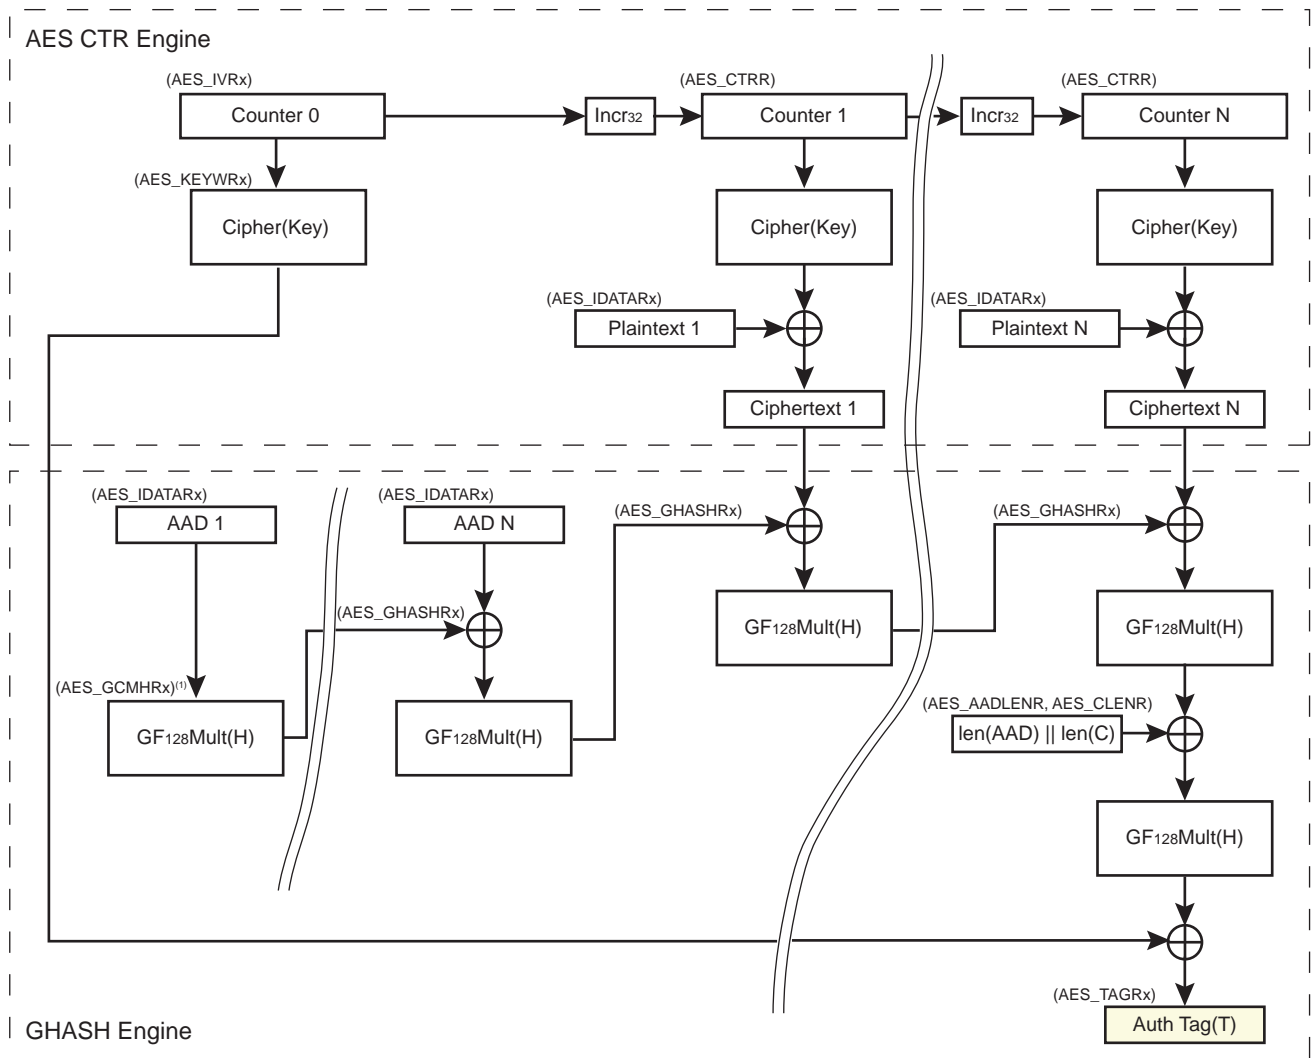 AES CTR Engine
(AES_IVRx)
Counter 0
Incr32
(AES_CTRR)
Counter 1
Incr32
(AES_CTRR)
Counter N
(AES_KEYWRx)
Cipher(Key)
Cipher(Key)
Cipher(Key)
(AES_IDATARx)
Plaintext 1
(AES_IDATARx)
Plaintext N
Ciphertext 1
Ciphertext N
(AES_IDATARx)
AAD 1
(AES_IDATARx)
AAD N
(AES_GHASHRx)
(AES_GHASHRx)
(AES_GHASHRx)
GF128Mult(H)
GF128Mult(H)
(AES_GCMHRx)(1)
GF128Mult(H)
GF128Mult(H)
(AES_AADLENR, AES_CLENR)
len(AAD) || len(C)
GF128Mult(H)
(AES_TAGRx)
Auth Tag(T)
GHASH Engine